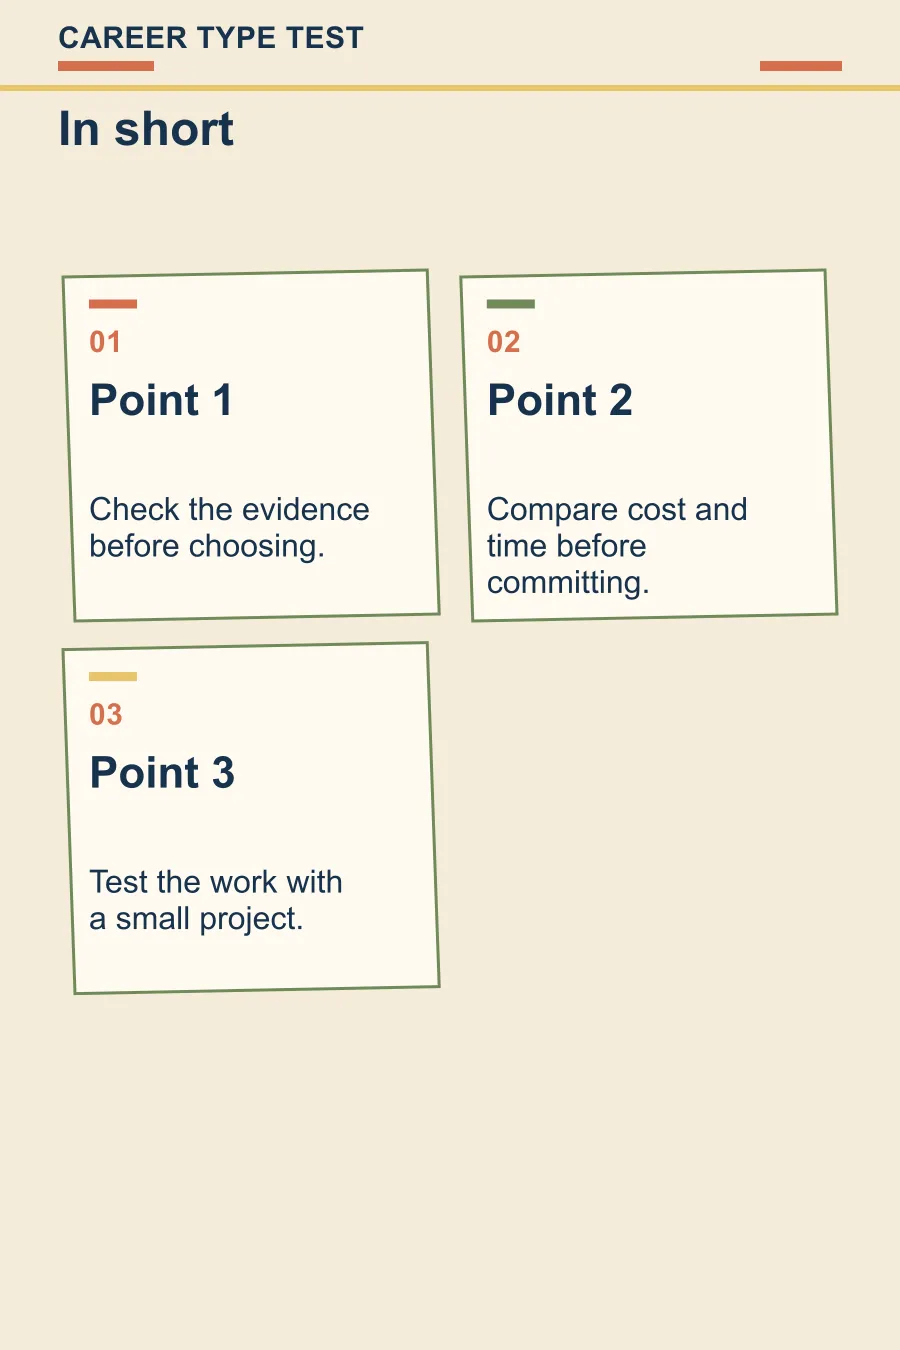 CAREER TYPE TEST
In short
01
Point 1
Check the evidence
before choosing.
02
Point 2
Compare cost and
time before
committing.
03
Point 3
Test the work with
a small project.